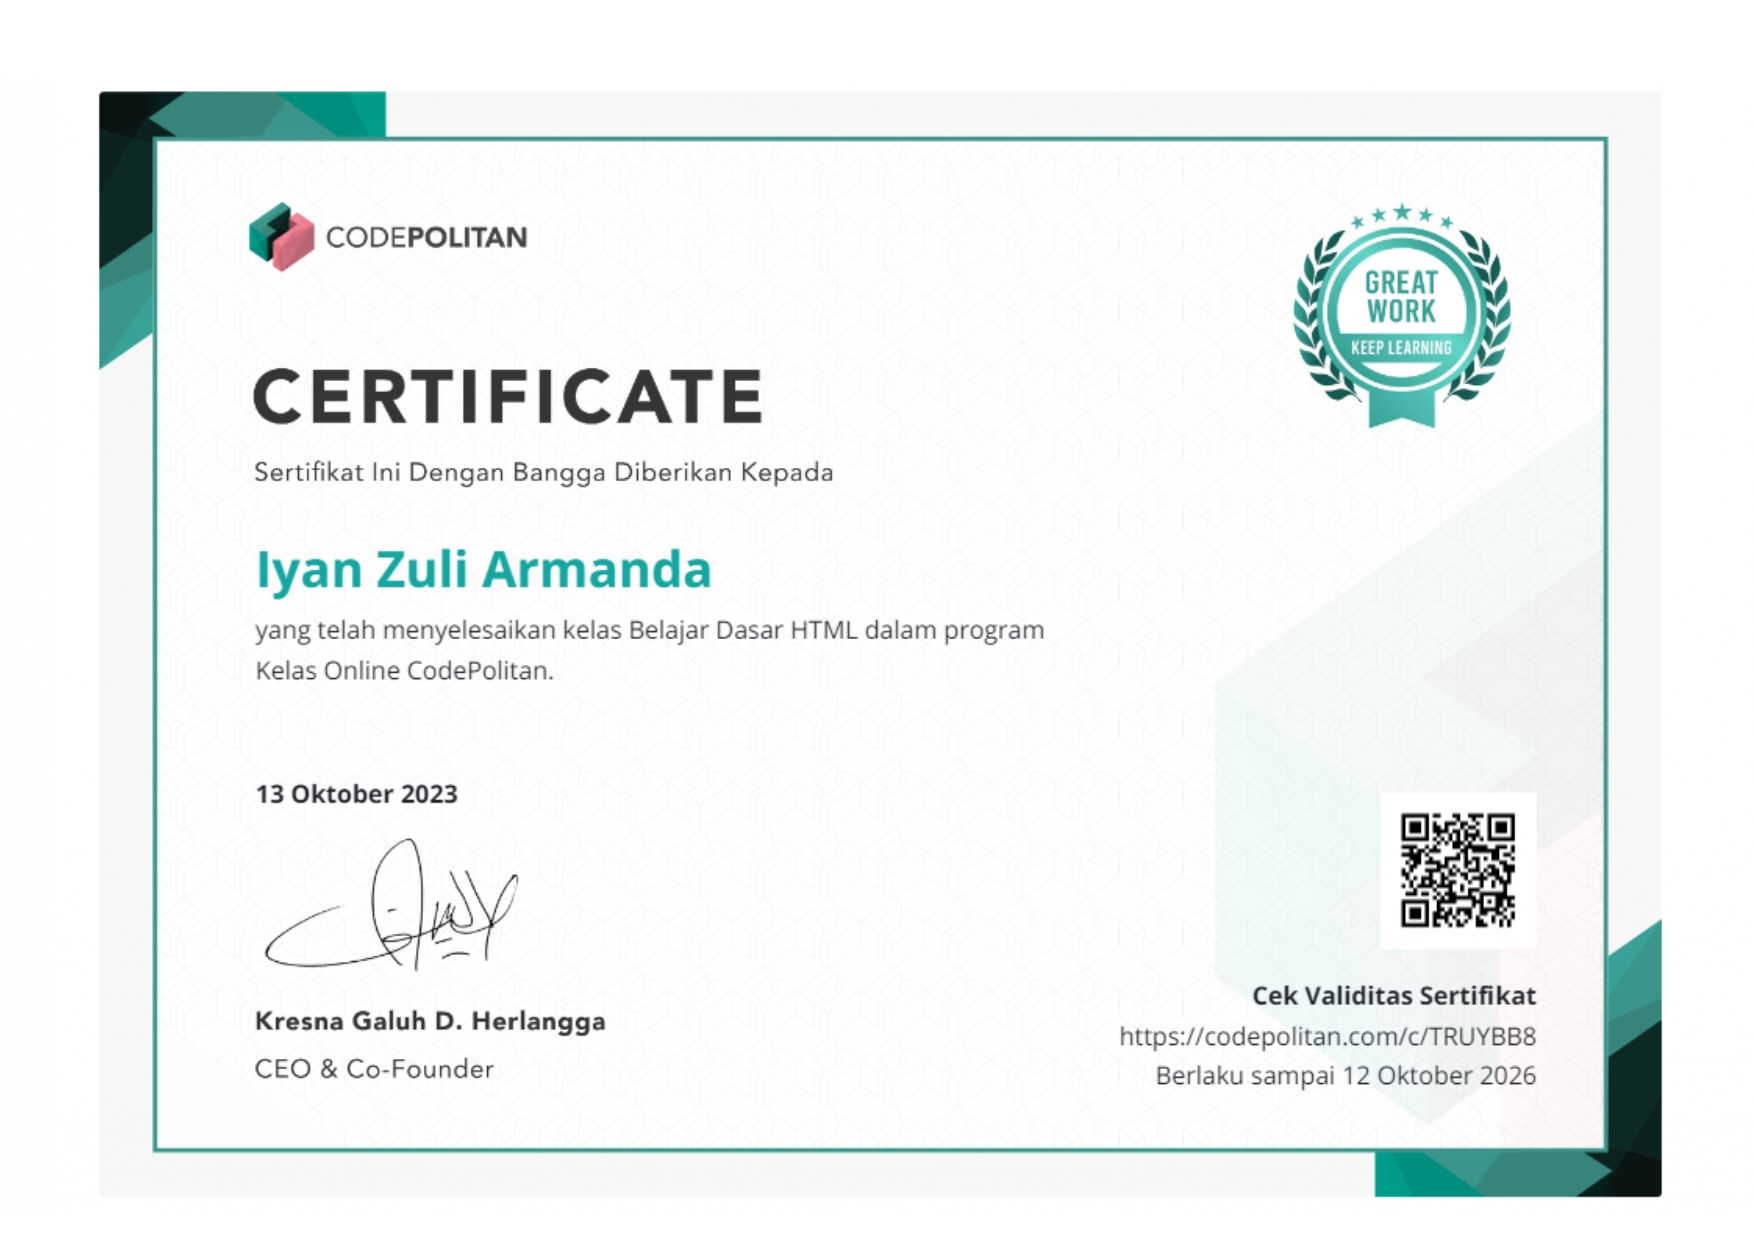 CODEPOLITAN
GREAT
WORK
KEEP LEARNING
CERTIFICATE
Sertifikat Ini Dengan Bangga Diberikan Kepada
Iyan Zuli Armanda
yang telah menyelesaikan kelas Belajar Dasar HTML dalam program
Kelas Online CodePolitan.
13 Oktober 2023
Kresna Galuh D. Herlangga
CEO & Co-Founder
Cek Validitas Sertifikat
https://codepolitan.com/c/TRUYBB8
Berlaku sampai 12 Oktober 2026